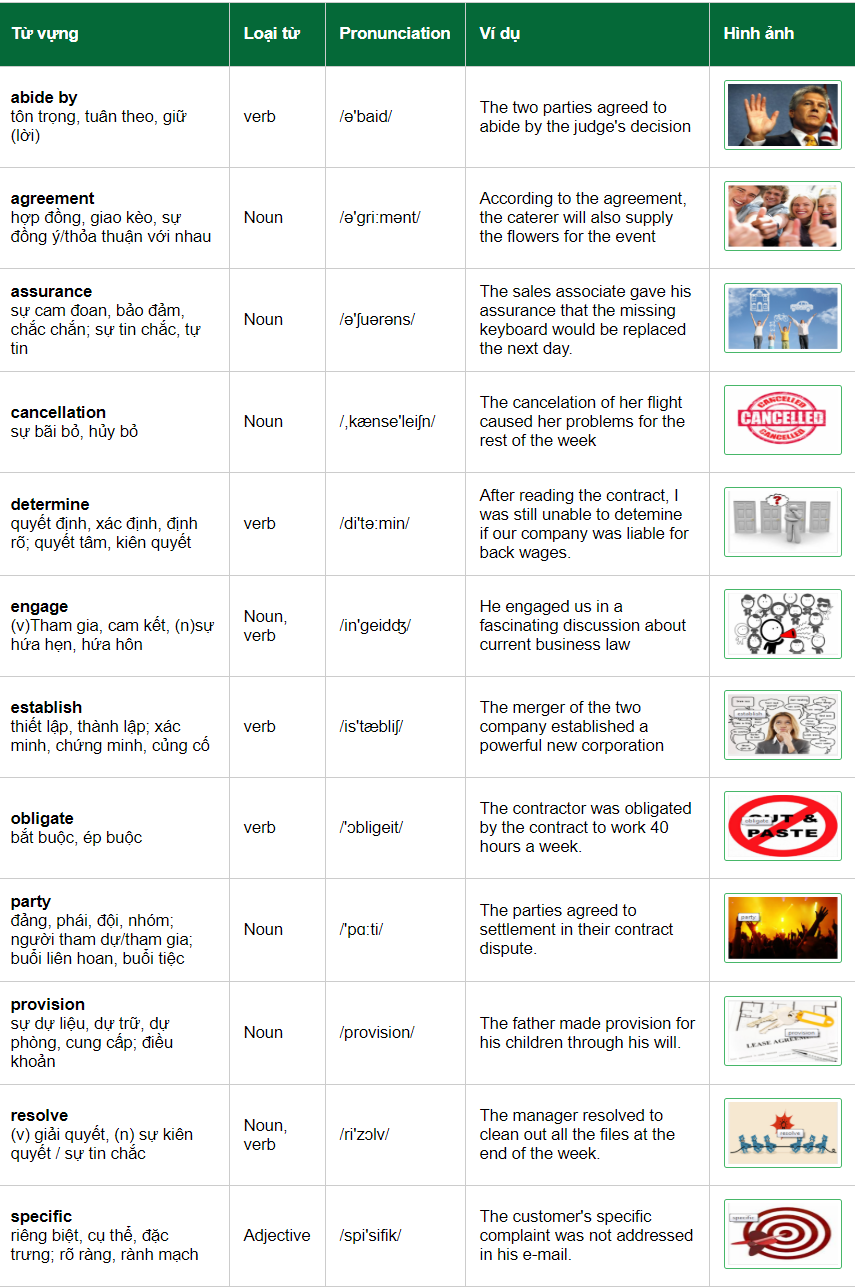 Từ vựng Loại từ Pronunciation Ví dụ Hình ảnh
abide by
tôn trọng, tuân theo, giữ
(lời)
verb
/ə'baid/
The two parties agreed to
abide by the judge's decision
agreement
hợp đồng, giao kèo, sự
đồng ý/thỏa thuận với nhau
Noun
/ə'gri:mənt/
According to the agreement,
the caterer will also supply
the flowers for the event
assurance
sự cam đoan, bảo đảm,
chắc chắn; sự tin chắc, tự
tin
Noun
/ə'ʃuərəns/
The sales associate gave his
assurance that the missing
keyboard would be replaced
the next day.
cancellation
sự bãi bỏ, hủy bỏ
Noun
/,kænse'leiʃn/
The cancelation of her flight
caused her problems for the
rest of the week
CANCELLED
CANCELLED
CANCELLED
determine
quyết định, xác định, định
rõ; quyết tâm, kiên quyết
verb
/di'tə:min/
After reading the contract, I
was still unable to detemine
if our company was liable for
back wages.
?
engage
(v)Tham gia, cam kết, (n)sự
hứa hẹn, hứa hôn
Noun,
verb
/in'geidʤ/
He engaged us in a
fascinating discussion about
current business law
establish
thiết lập, thành lập; xác
minh, chứng minh, củng cố
verb
/is'tæbliʃ/
The merger of the two
company established a
powerful new corporation
establish
obligate
bắt buộc, ép buộc
verb
/'ɔbligeit/
The contractor was obligated
by the contract to work 40
hours a week.
obligate
CUT &
PASTE
party
đảng, phái, đội, nhóm;
người tham dự/tham gia;
buổi liên hoan, buổi tiệc
Noun
/'pɑ:ti/
The parties agreed to
settlement in their contract
dispute.
party
provision
sự dự liệu, dự trữ, dự
phòng, cung cấp; điều
khoản
Noun
/provision/
The father made provision for
his children through his will.
provision
LEASE AGREEMENT
resolve
(v) giải quyết, (n) sự kiên
quyết / sự tin chắc
Noun,
verb
/ri'zɔlv/
The manager resolved to
clean out all the files at the
end of the week.
resolve
specific
riêng biệt, cụ thể, đặc
trưng; rõ ràng, rành mạch
Adjective
/spi'sifik/
The customer's specific
complaint was not addressed
in his e-mail.
specific